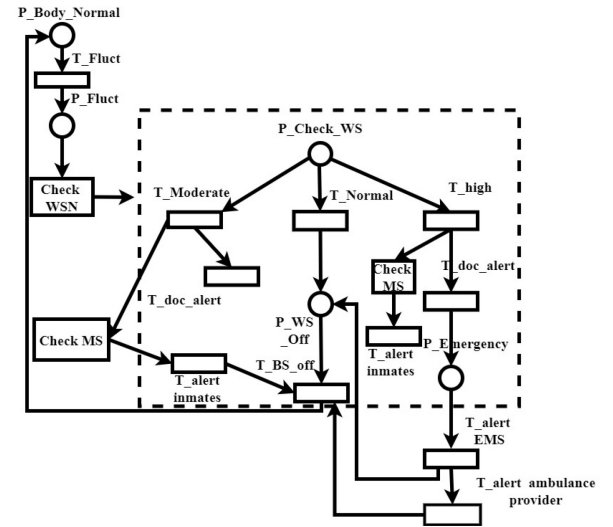 P_Body_Normal
T_Fluct
P_Fluct
Check
WSN
P_Check_WS
T_Moderate
T_Normal
T_high
T_doc_alert
Check
MS
T_doc_alert
P_WS
_Off
T_alert
inmates
P_Emergency
Check MS
T_alert
inmates
T_BS_off
T_alert
EMS
T_alert ambulance
provider